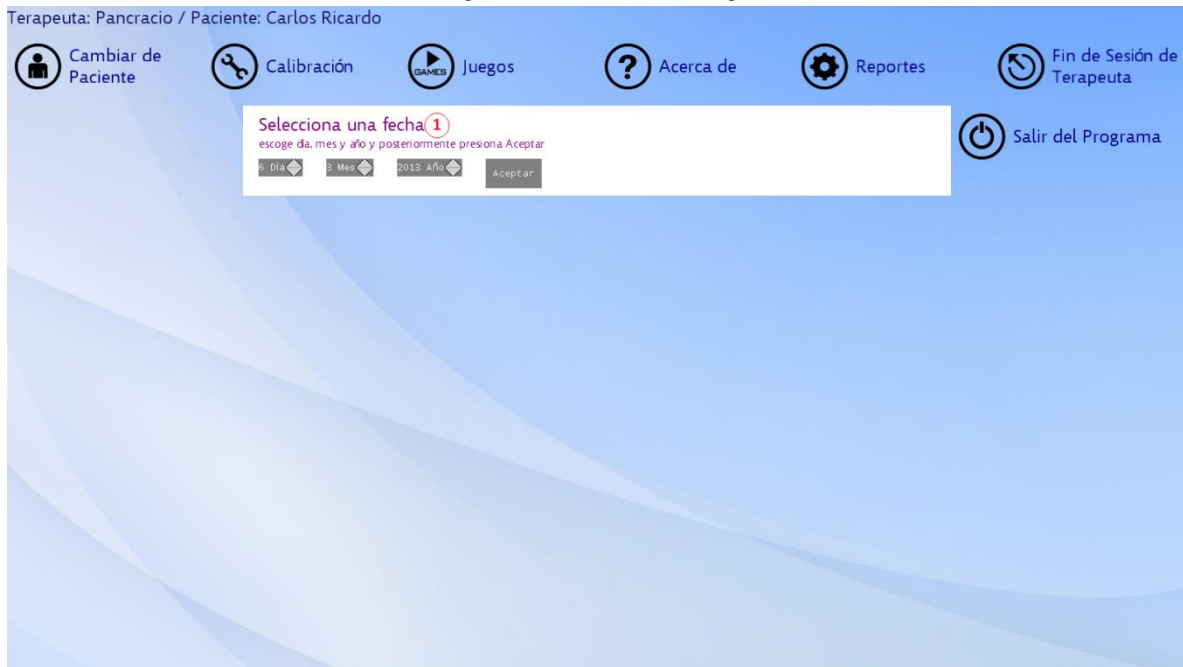 Terapeuta: Pancracio / Paciente: Carlos Ricardo
Cambiar de
Paciente
Calibración
GAMES
Juegos
?
Acerca de
Reportes
Fin de Sesión de
Terapeuta
Salir del Programa
Selecciona una fecha 1
escoge dia, mes y año y posteriormente presiona Aceptar
6 Dia 3 Mes 2013 Año Aceptar